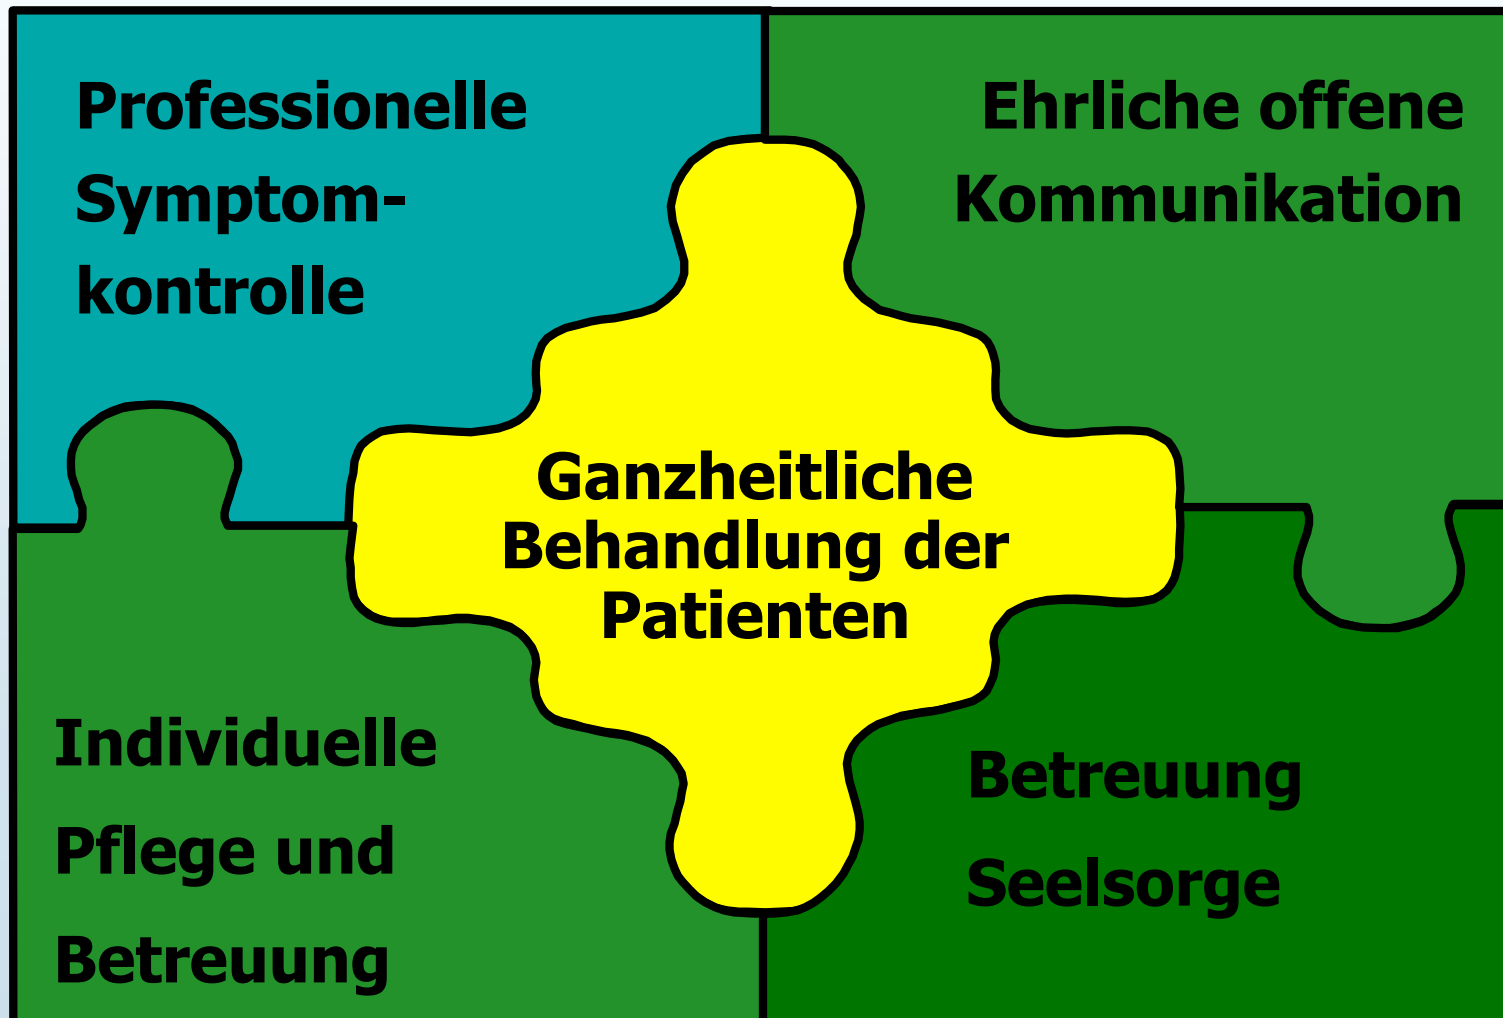 Professionelle
Symptom-
kontrolle
Ehrliche offene
Kommunikation
Ganzheitliche
Behandlung der
Patienten
Individuelle
Pflege und
Betreuung
Betreuung
Seelsorge